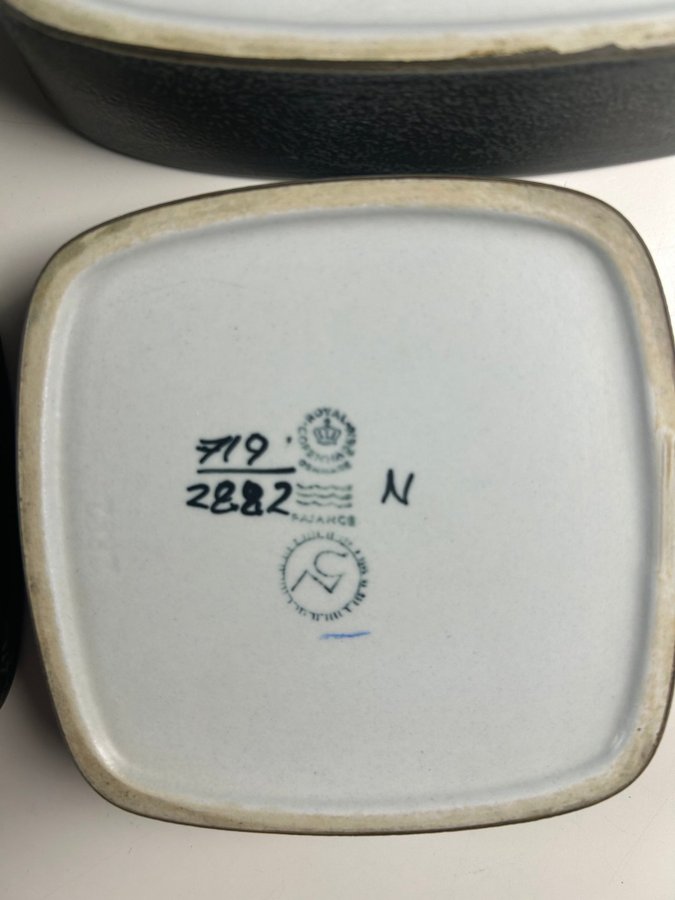 719
2882
N
ROYAL
COPENHAGEN
DENMARK
FAJANCE